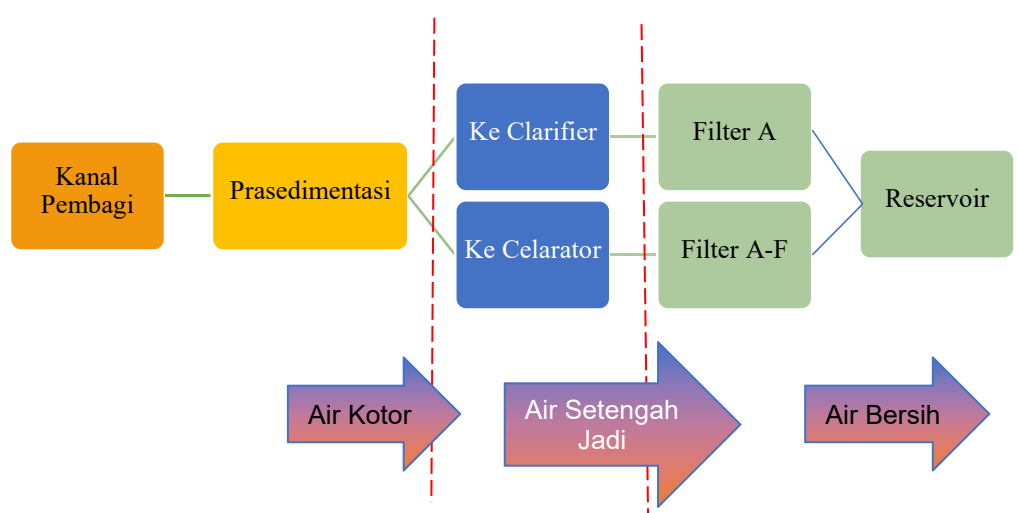 Kanal
Pembagi
Prasedimentasi
Ke Clarifier
Ke Celarator
Filter A
Filter A-F
Reservoir
Air Kotor
Air Setengah
Jadi
Air Bersih